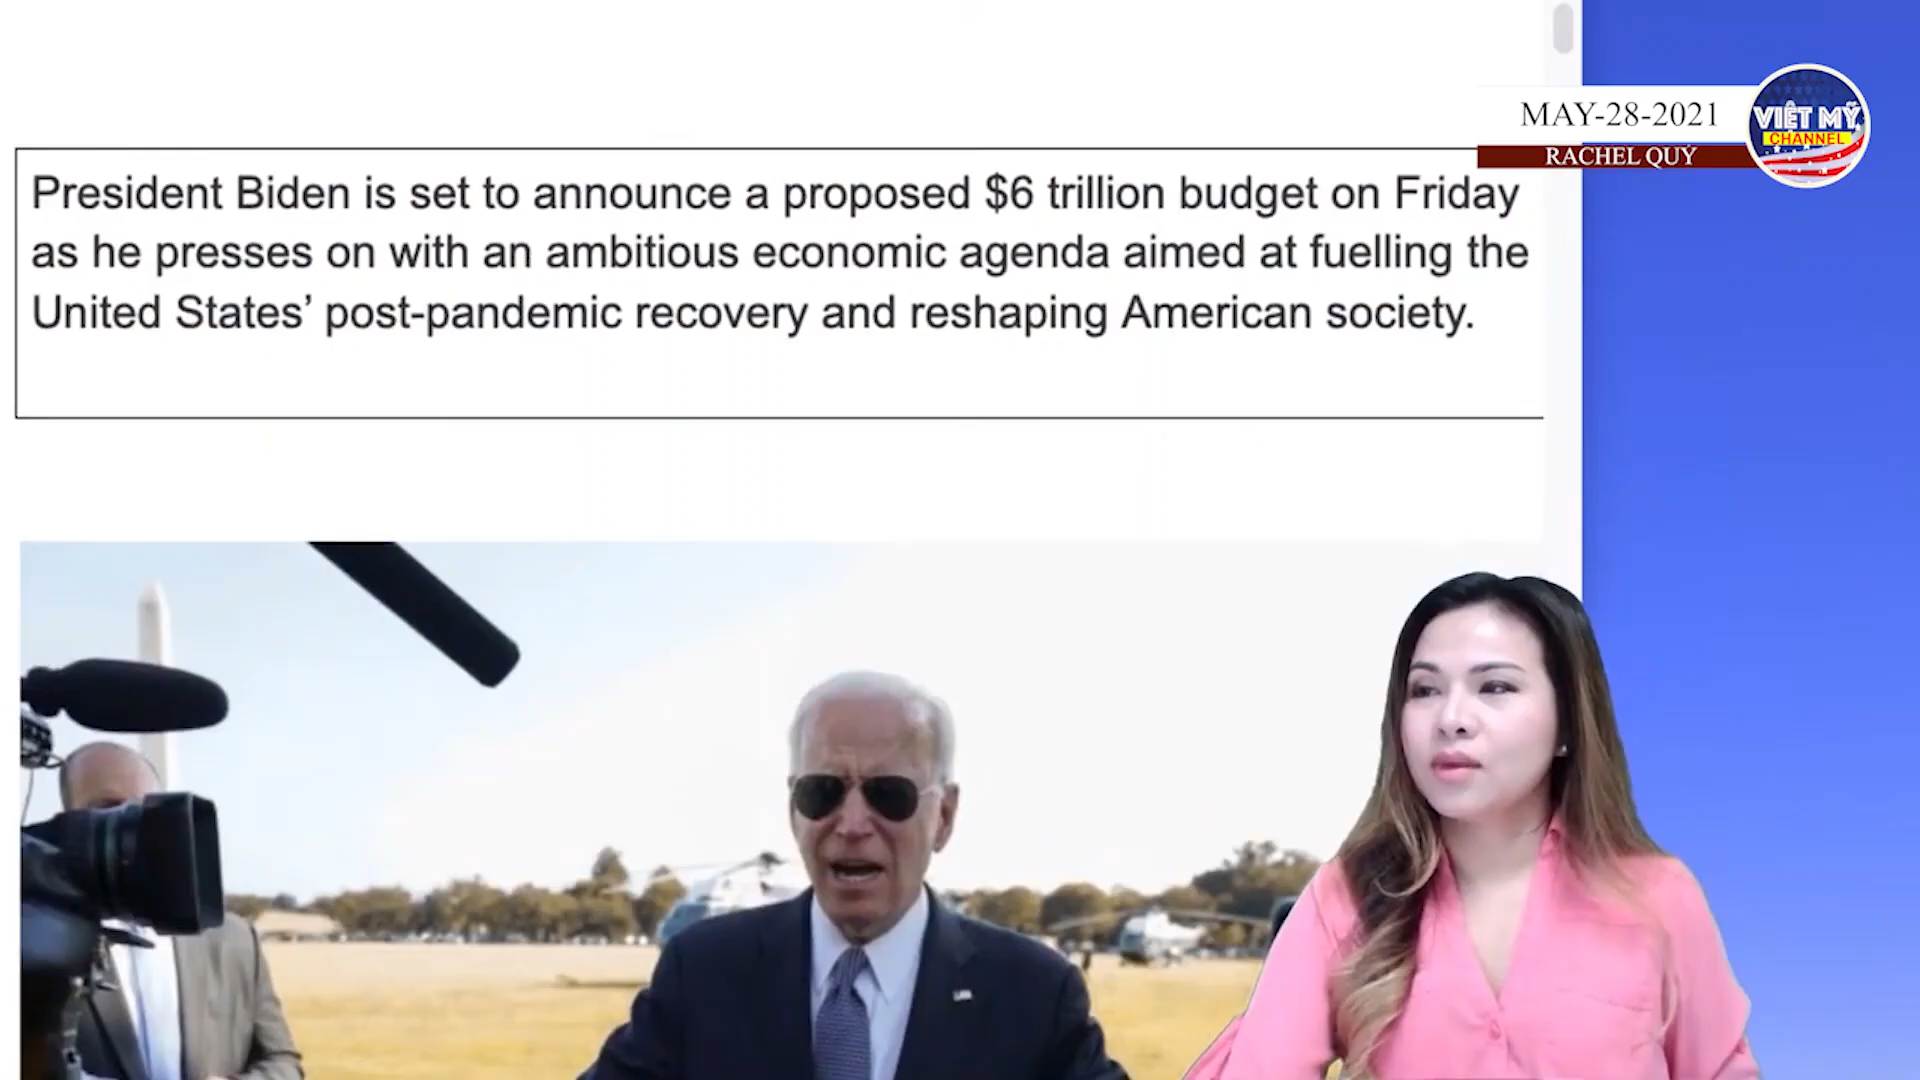 MAY-28-2021
VIỆT MỸ
CHANNEL
RACHEL QUÝ
President Biden is set to announce a proposed $6 trillion budget on Friday
as he presses on with an ambitious economic agenda aimed at fuelling the
United States’ post-pandemic recovery and reshaping American society.